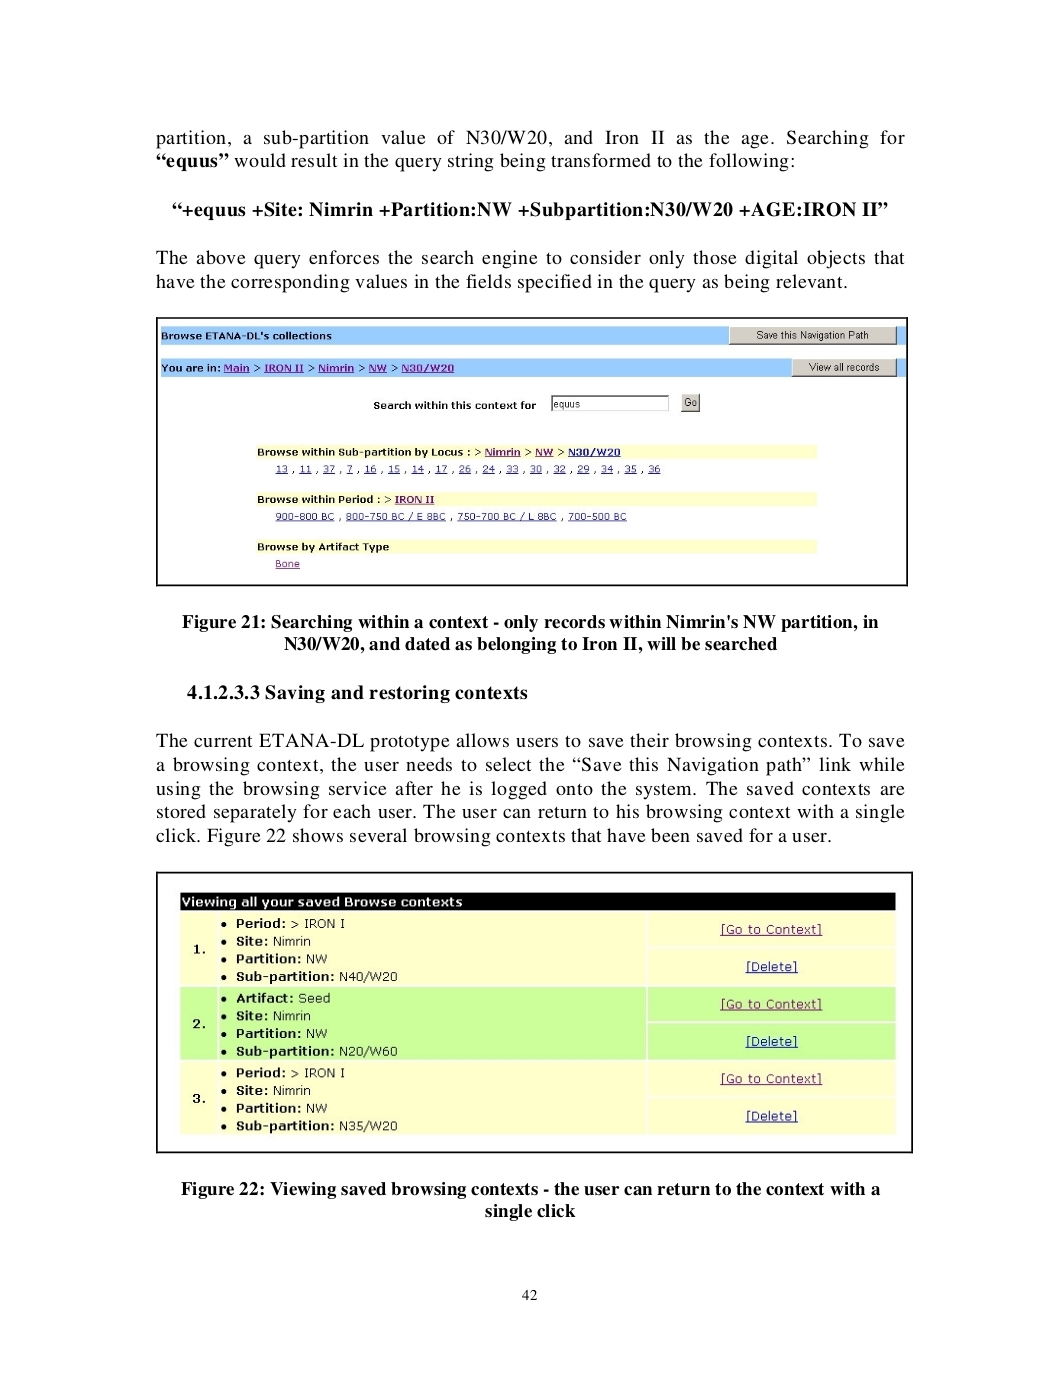 partition, a sub-partition value of N30/W20, and Iron II as the age. Searching for
“equus” would result in the query string being transformed to the following:
“+equus +Site: Nimrin +Partition:NW +Subpartition:N30/W20 +AGE:IRON II”
The above query enforces the search engine to consider only those digital objects that
have the corresponding values in the fields specified in the query as being relevant.
Browse ETANA-DL's collections Save this Navigation Path
You are in: Main > IRON II > Nimrin > NW > N30/W20 View all records
Search within this context for equus Go
Browse within Sub-partition by Locus : > Nimrin > NW > N30/W20
13 , 11 , 37 , 7 , 16 , 15 , 14 , 17 , 26 , 24 , 33 , 30 , 32 , 29 , 34 , 35 , 36
Browse within Period : > IRON II
900-800 BC , 800-750 BC / E 8BC , 750-700 BC / L 8BC , 700-500 BC
Browse by Artifact Type
Bone
Figure 21: Searching within a context - only records within Nimrin's NW partition, in
N30/W20, and dated as belonging to Iron II, will be searched
4.1.2.3.3 Saving and restoring contexts
The current ETANA-DL prototype allows users to save their browsing contexts. To save
a browsing context, the user needs to select the “Save this Navigation path” link while
using the browsing service after he is logged onto the system. The saved contexts are
stored separately for each user. The user can return to his browsing context with a single
click. Figure 22 shows several browsing contexts that have been saved for a user.
Viewing all your saved Browse contexts
1.
• Period: > IRON I
• Site: Nimrin
• Partition: NW
• Sub-partition: N40/W20
[Go to Context]
[Delete]
2.
• Artifact: Seed
• Site: Nimrin
• Partition: NW
• Sub-partition: N20/W60
[Go to Context]
[Delete]
3.
• Period: > IRON I
• Site: Nimrin
• Partition: NW
• Sub-partition: N35/W20
[Go to Context]
[Delete]
Figure 22: Viewing saved browsing contexts - the user can return to the context with a
single click
42